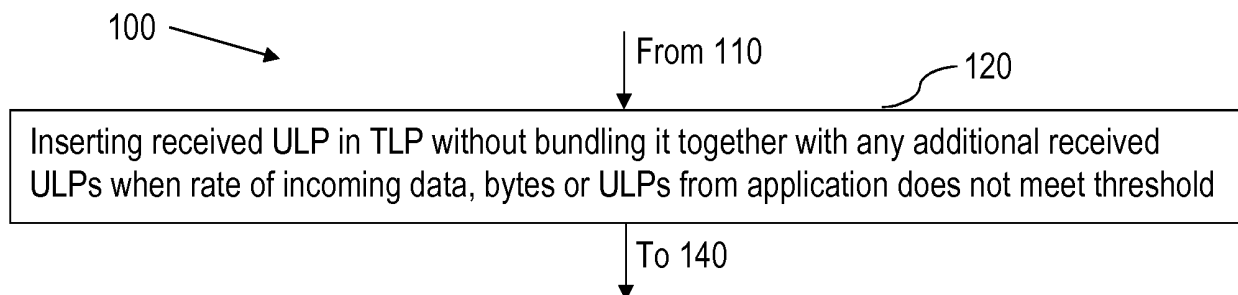 100
From 110
120
Inserting received ULP in TLP without bundling it together with any additional received
ULPs when rate of incoming data, bytes or ULPs from application does not meet threshold
To 140